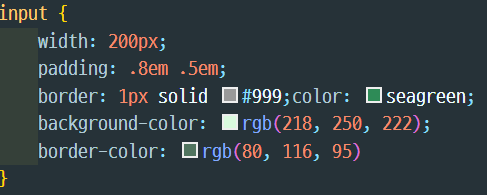 input {
width: 200px;
padding: .8em .5em;
border: 1px solid #999;color: seagreen;
background-color: rgb(218, 250, 222);
border-color: rgb(80, 116, 95)
}